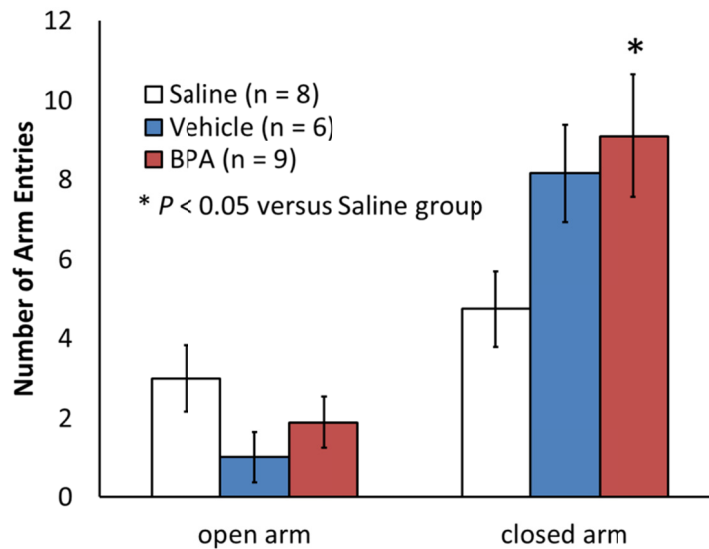 12
10
8
6
4
2
0
Number of Arm Entries
Saline (n = 8)
Vehicle (n = 6)
BPA (n = 9)
* P < 0.05 versus Saline group
*
open arm
closed arm